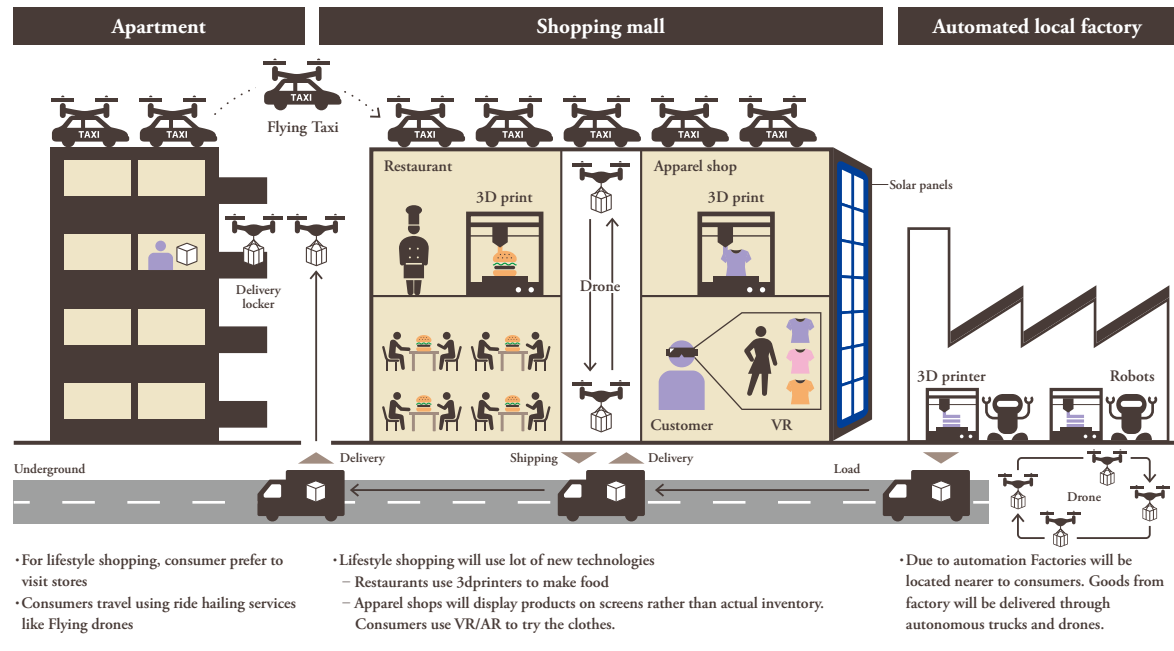 Apartment
Shopping mall
Automated local factory
TAXI
TAXI
TAXI
Flying Taxi
TAXI
TAXI
TAXI
TAXI
TAXI
Restaurant
3D print
Drone
Apparel shop
3D print
Solar panels
Delivery
locker
Customer
VR
3D printer
Robots
Underground
Delivery
Shipping
Delivery
Load
Drone
・For lifestyle shopping, consumer prefer to
visit stores
・Consumers travel using ride hailing services
like Flying drones
・Lifestyle shopping will use lot of new technologies
– Restaurants use 3dprinters to make food
– Apparel shops will display products on screens rather than actual inventory.
Consumers use VR/AR to try the clothes.
・Due to automation Factories will be
located nearer to consumers. Goods from
factory will be delivered through
autonomous trucks and drones.